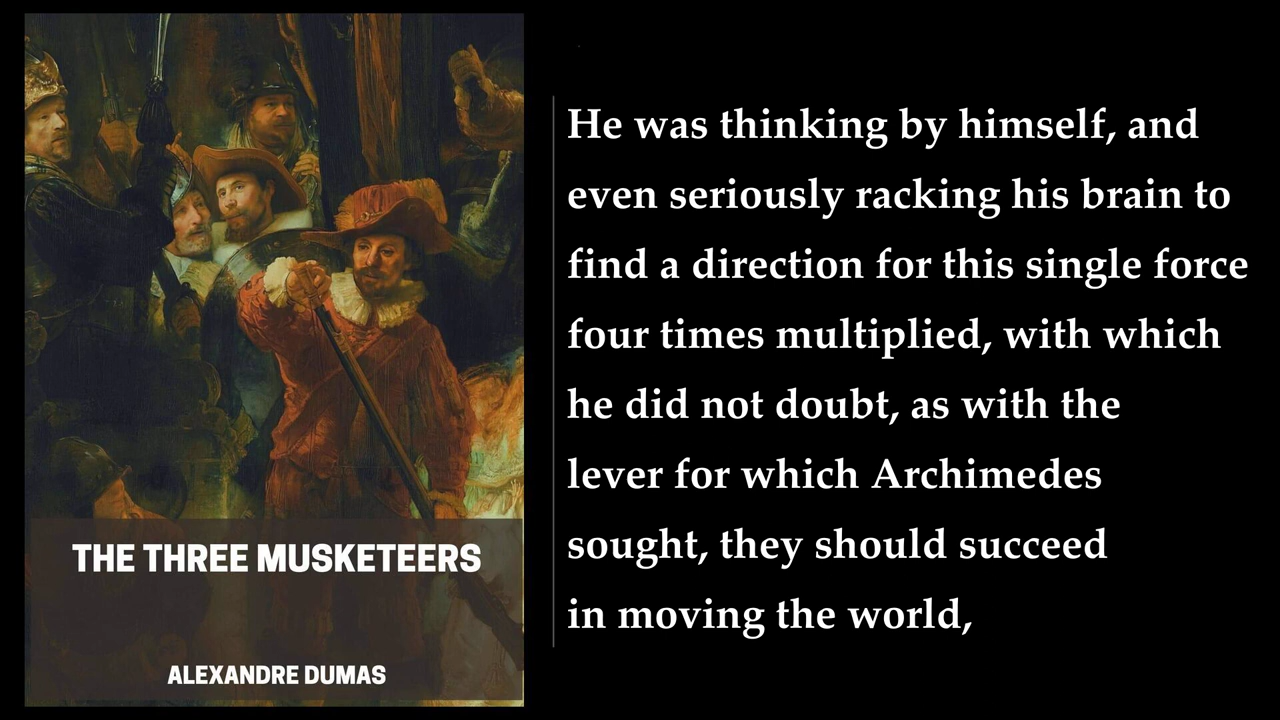 THE THREE MUSKETEERS
ALEXANDRE DUMAS
He was thinking by himself, and
even seriously racking his brain to
find a direction for this single force
four times multiplied, with which
he did not doubt, as with the
lever for which Archimedes
sought, they should succeed
in moving the world,